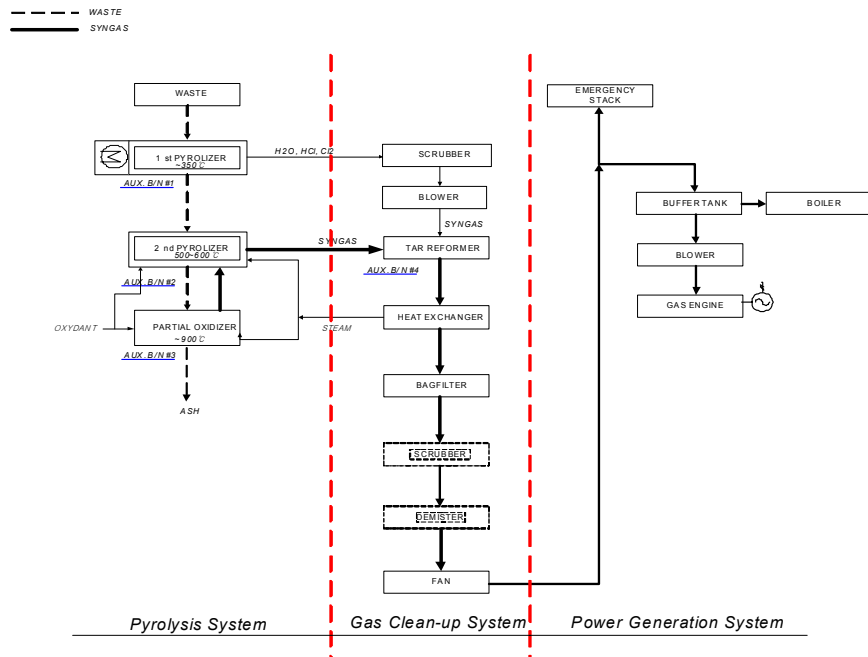 WASTE
SYNGAS
WASTE
1 st PYROLIZER
~350℃
AUX. B/N #1
2 nd PYROLIZER
500~600℃
AUX. B/N #2
OXYDANT
PARTIAL OXIDIZER
~900℃
AUX. B/N #3
ASH
H2O, HCl, Cl2
SCRUBBER
BLOWER
SYNGAS
SYNGAS
TAR REFORMER
AUX. B/N #4
HEAT EXCHANGER
STEAM
BAGFILTER
SCRUBBER
DEMISTER
FAN
EMERGENCY
STACK
BUFFER TANK
BOILER
BLOWER
GAS ENGINE
Pyrolysis System
Gas Clean-up System
Power Generation System